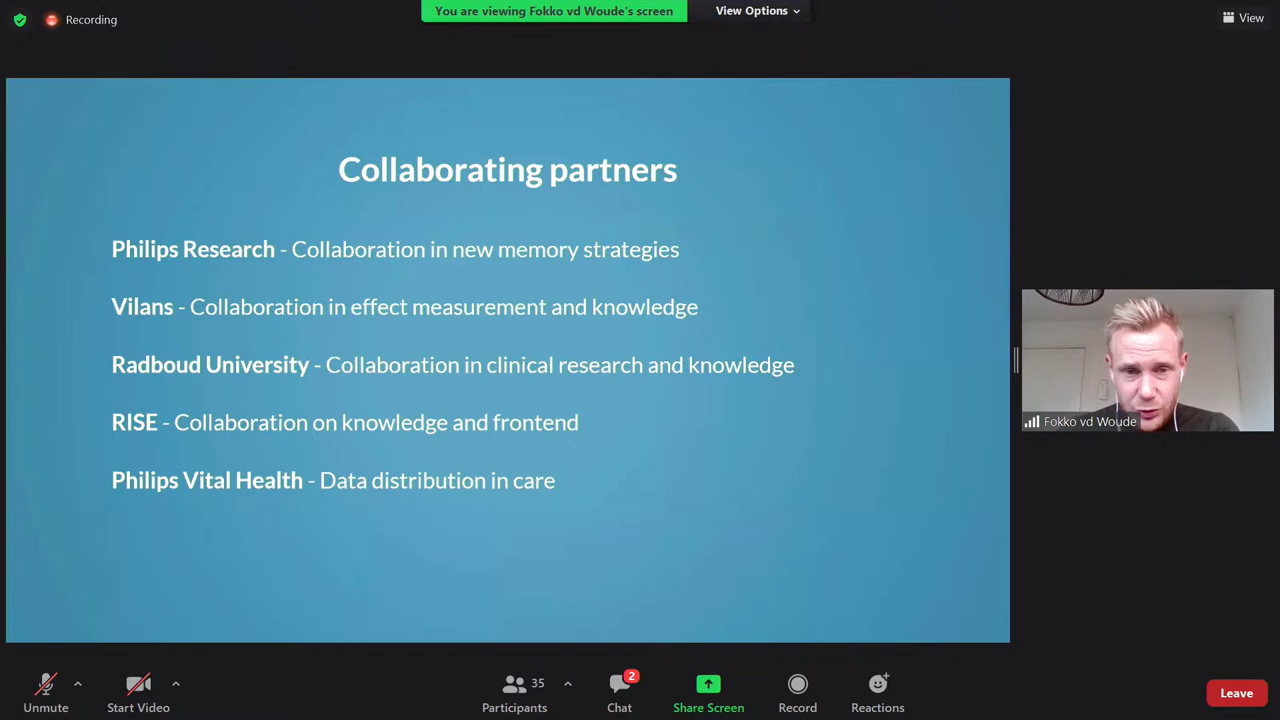 Recording
You are viewing Fokko vd Woude's screen
View Options
View
Collaborating partners
Philips Research - Collaboration in new memory strategies
Vilans - Collaboration in effect measurement and knowledge
Radboud University - Collaboration in clinical research and knowledge
RISE - Collaboration on knowledge and frontend
Philips Vital Health - Data distribution in care
Fokko vd Woude
Unmute
Start Video
35
Participants
2
Chat
Share Screen
Record
Reactions
Leave